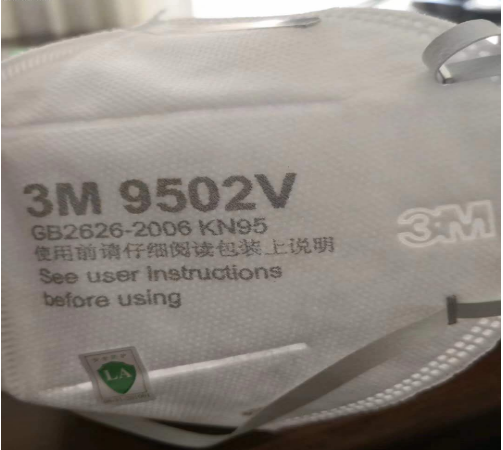 3M 9502V
GB2626-2006 KN95
使用前请仔细阅读包装上说明
See user Instructions
before using
3M
LA